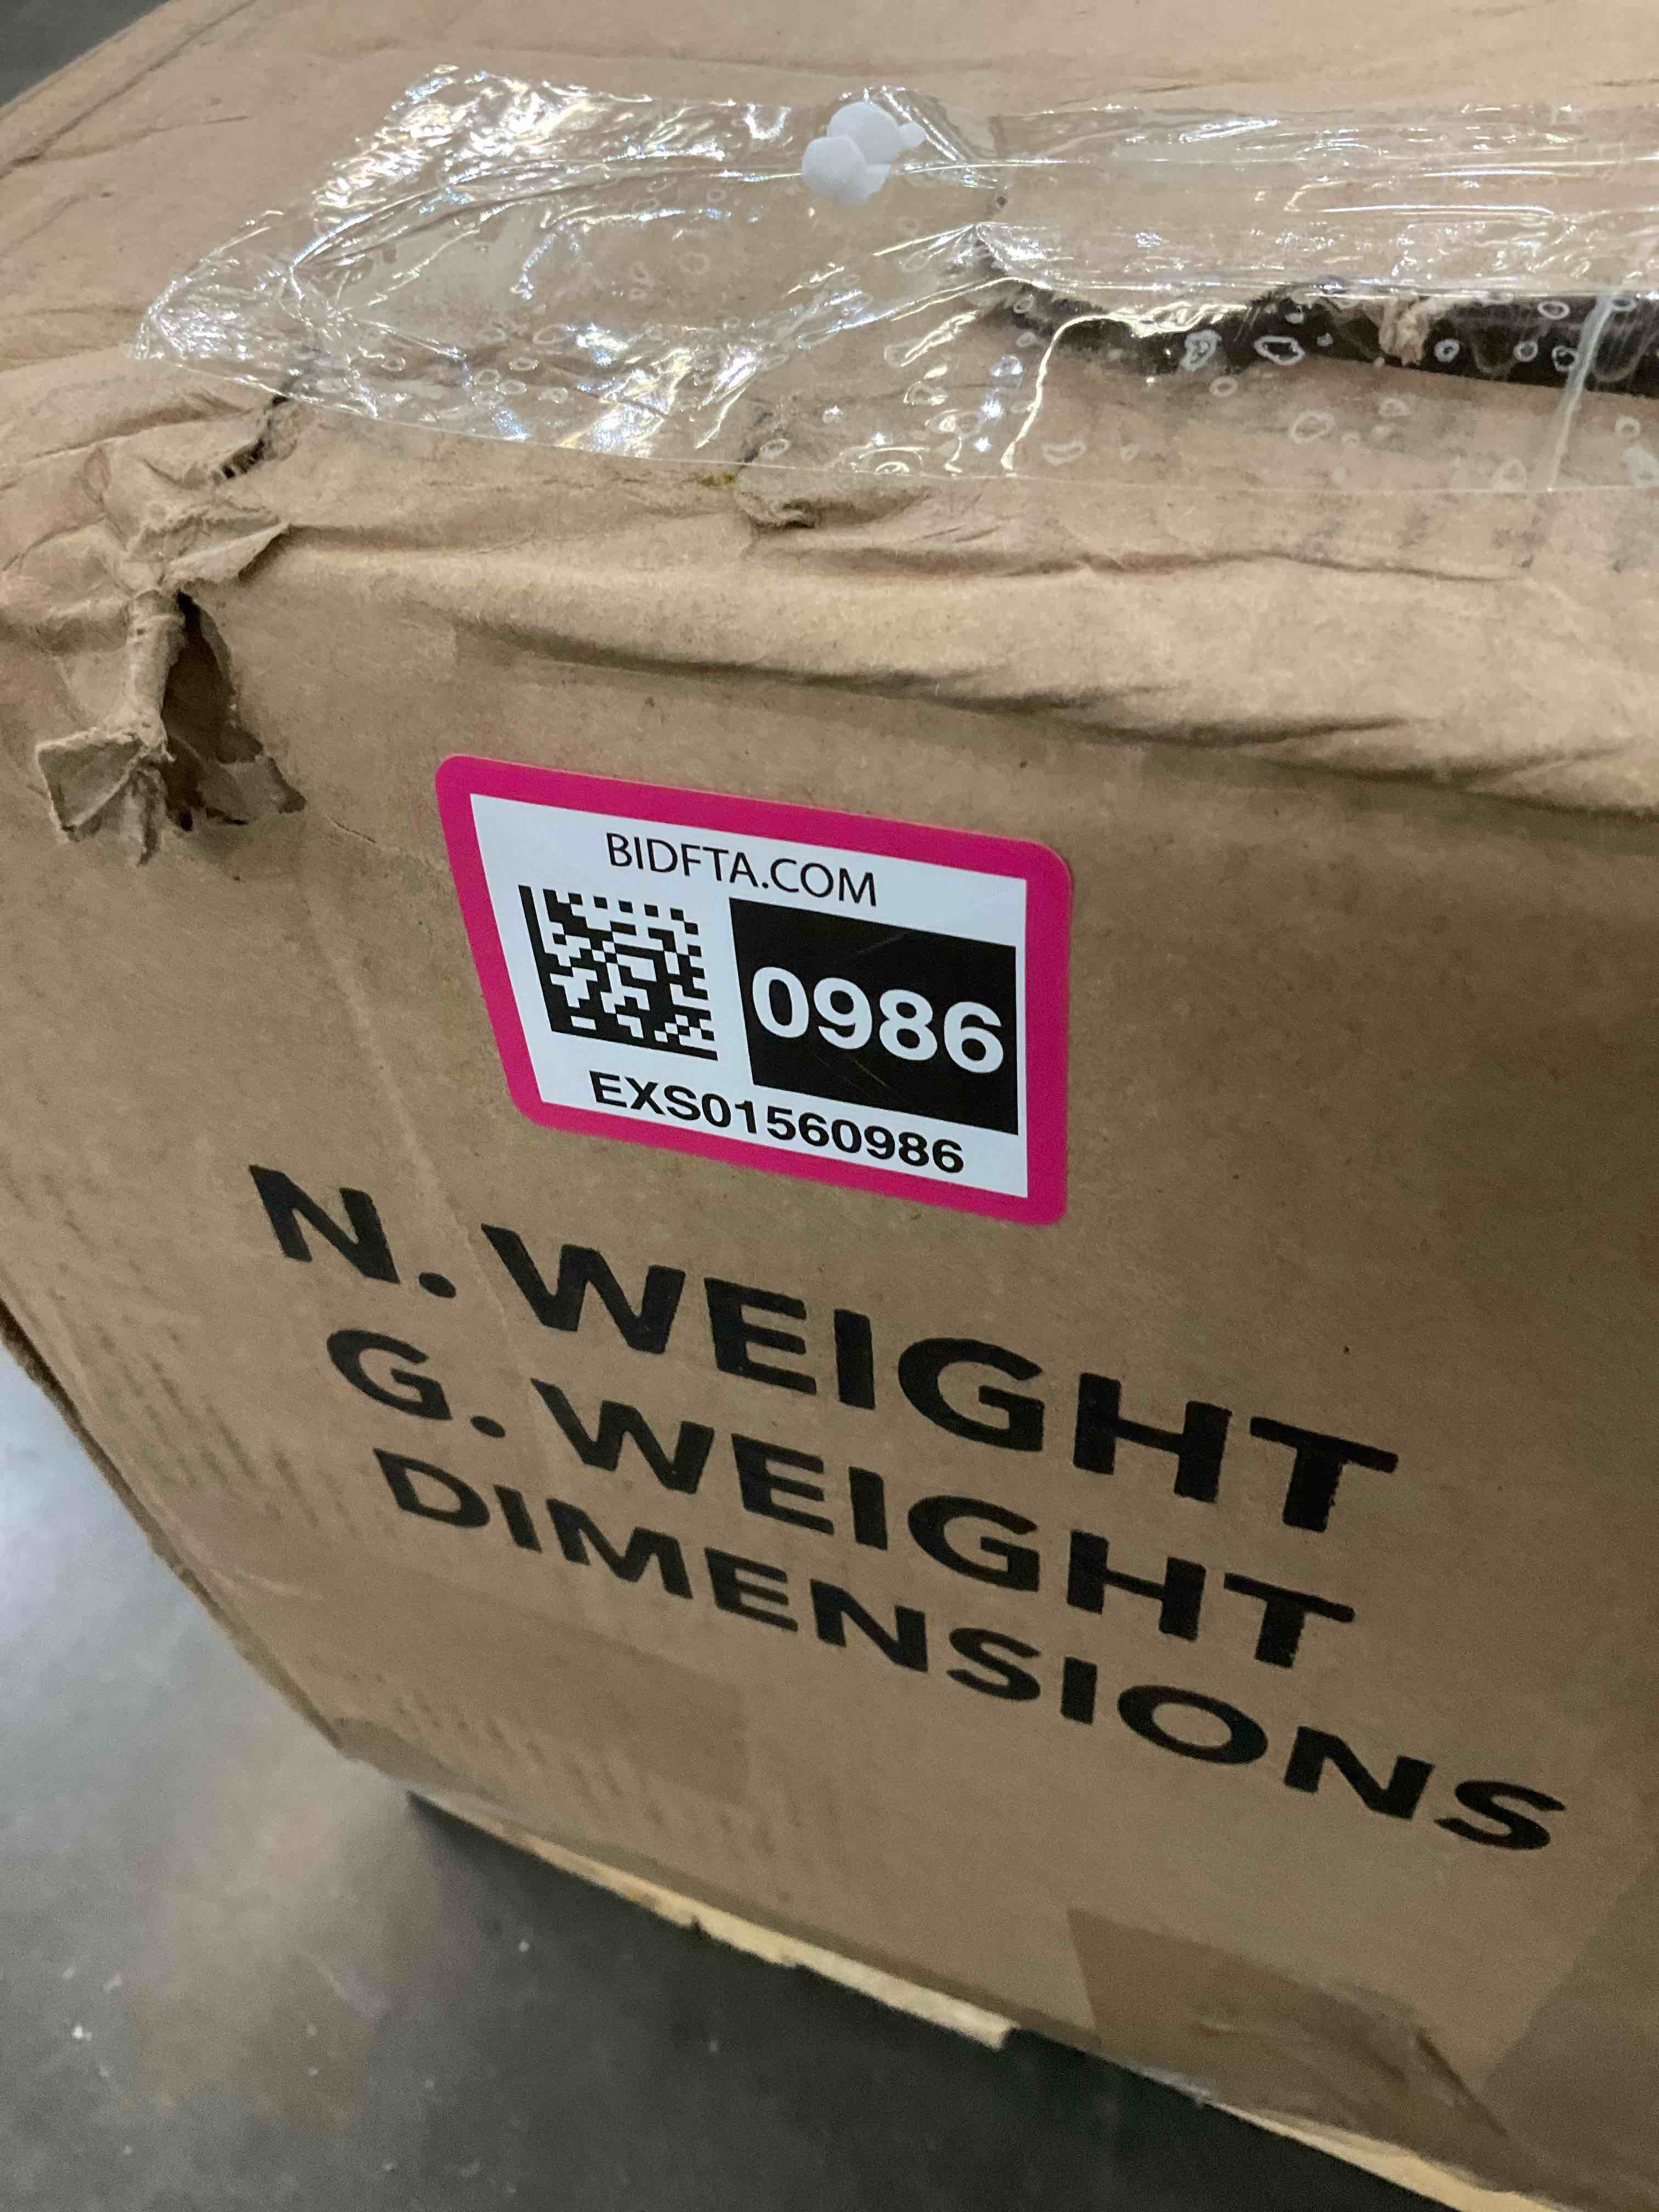 BIDFTA.COM
0986
EXS01560986
N. WEIGHT
G. WEIGHT
DIMENSIONS